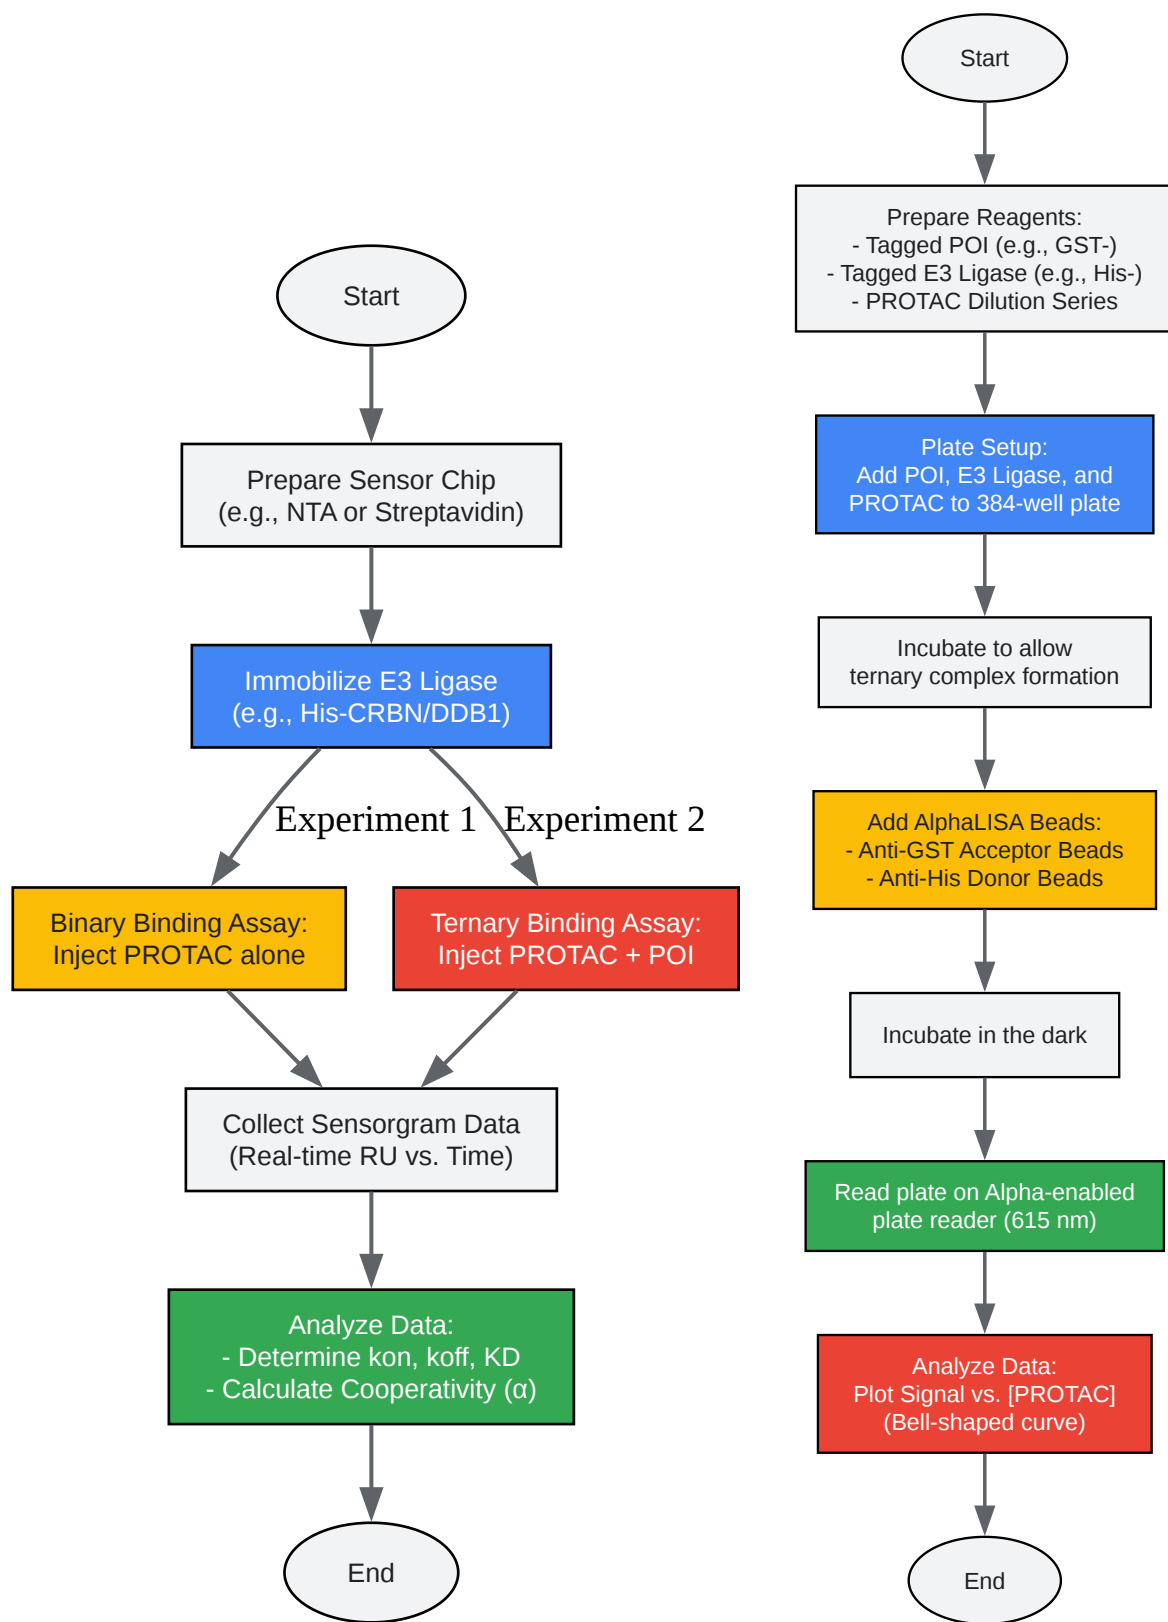 Start
Prepare Sensor Chip
(e.g., NTA or Streptavidin)
Immobilize E3 Ligase
(e.g., His-CRBN/DDB1)
Experiment 1
Experiment 2
Binary Binding Assay:
Inject PROTAC alone
Ternary Binding Assay:
Inject PROTAC + POI
Collect Sensorgram Data
(Real-time RU vs. Time)
Analyze Data:
- Determine kon, koff, KD
- Calculate Cooperativity (α)
End
Start
Prepare Reagents:
- Tagged POI (e.g., GST-)
- Tagged E3 Ligase (e.g., His-)
- PROTAC Dilution Series
Plate Setup:
Add POI, E3 Ligase, and
PROTAC to 384-well plate
Incubate to allow
ternary complex formation
Add AlphaLISA Beads:
- Anti-GST Acceptor Beads
- Anti-His Donor Beads
Incubate in the dark
Read plate on Alpha-enabled
plate reader (615 nm)
Analyze Data:
Plot Signal vs. [PROTAC]
(Bell-shaped curve)
End